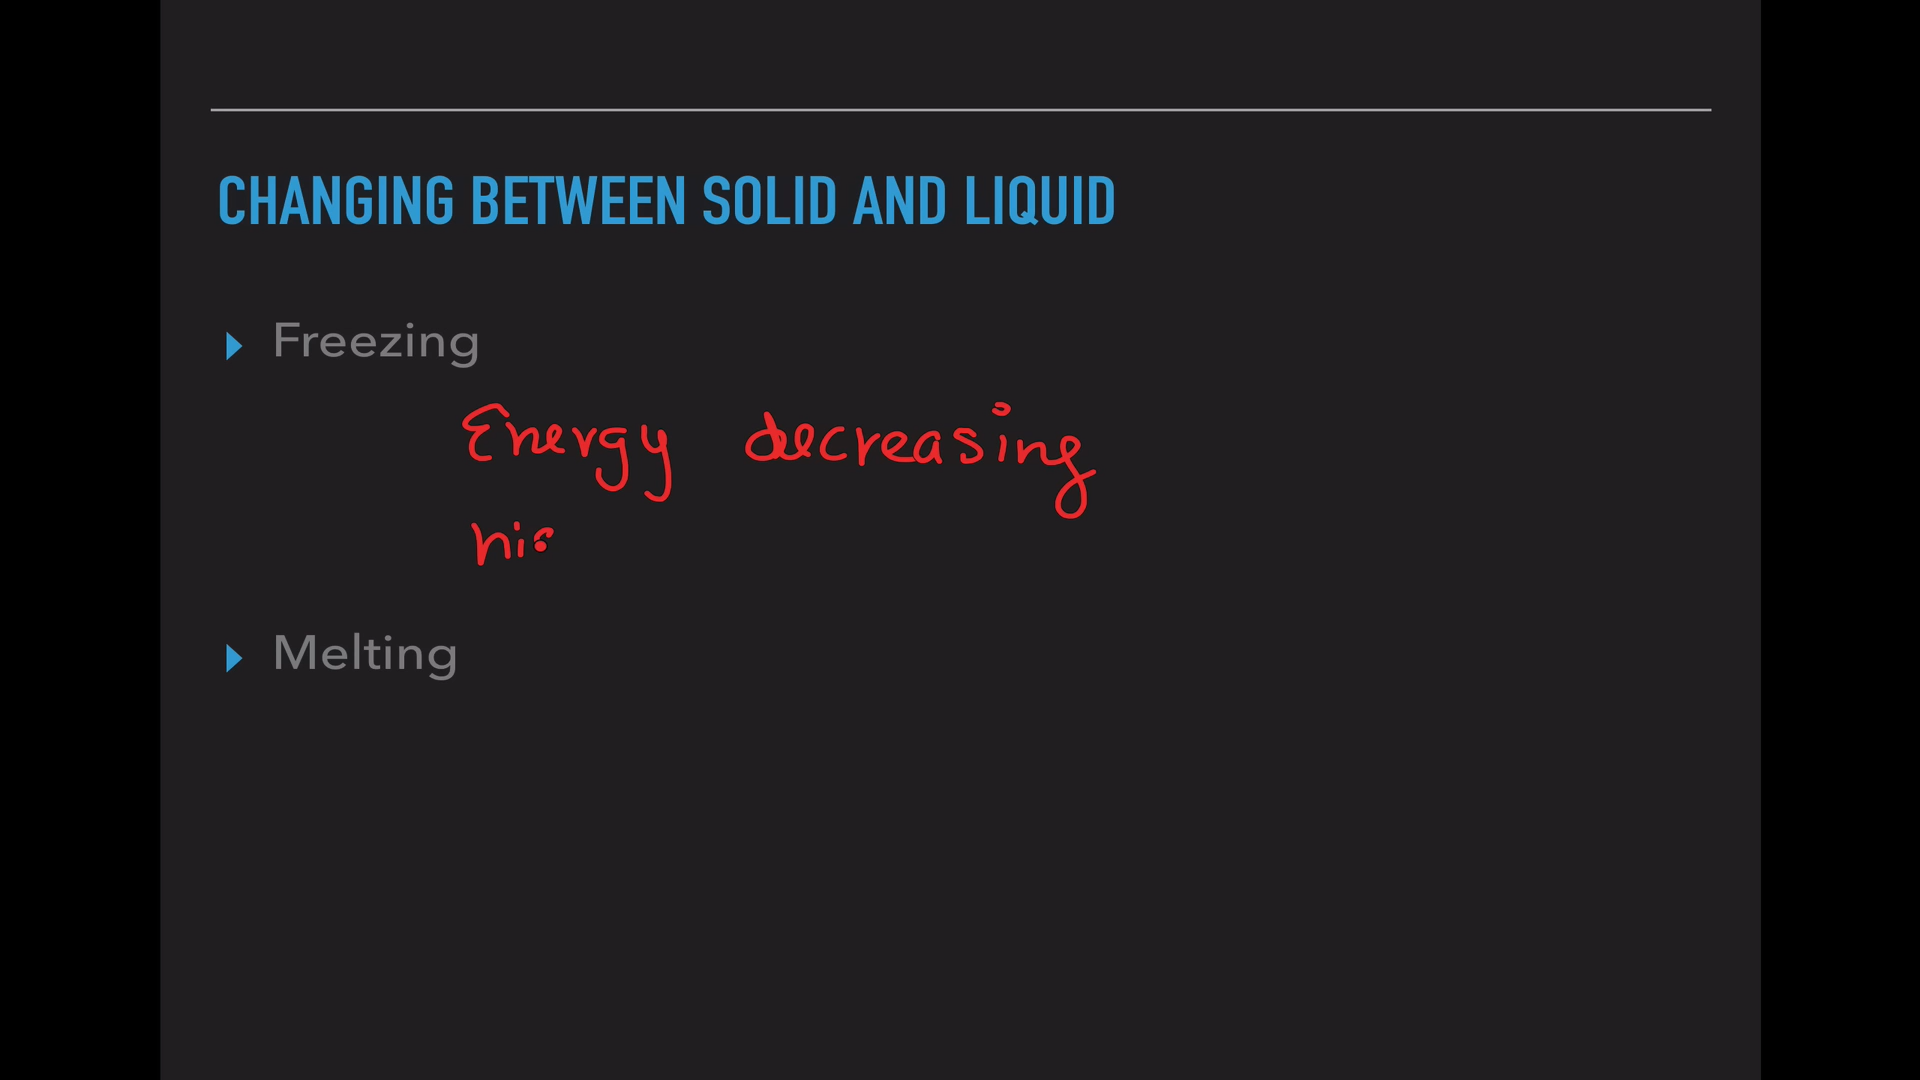 CHANGING BETWEEN SOLID AND LIQUID
Freezing
Energy decreasing
Melting